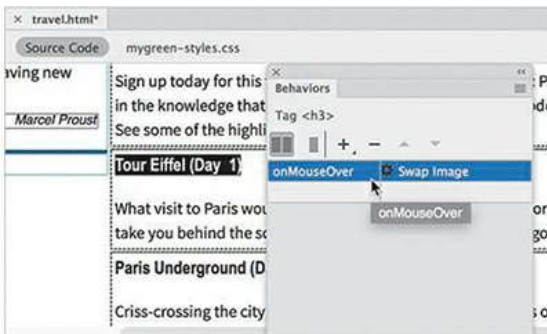 × travel.html*
Source Code mygreen-styles.css
aving new
Marcel Proust
Sign up today for this
in the knowledge that
See some of the highli
Tour Eiffel (Day 1)
What visit to Paris wou
take you behind the sc
Paris Underground (D
Criss-crossing the city
Behaviors
Tag <h3>
onMouseOver Swap Image
onMouseOver